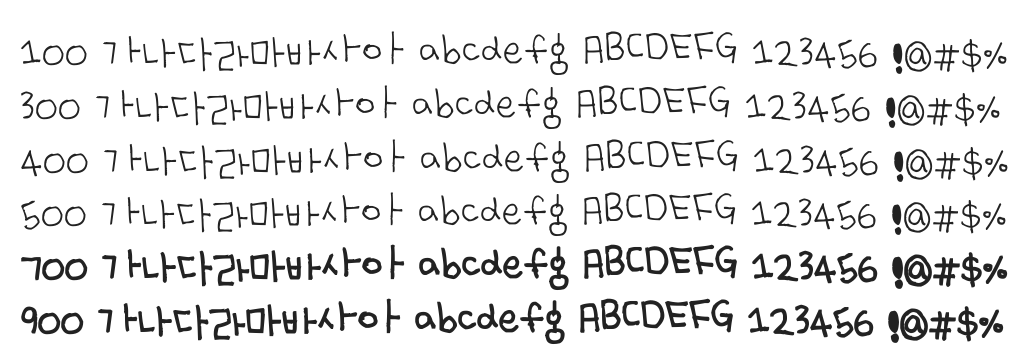 100 가나다라마바사아 abcdefg ABCDEFG 123456 !@#$%
300 가나다라마바사아 abcdefg ABCDEFG 123456 !@#$%
400 가나다라마바사아 abcdefg ABCDEFG 123456 !@#$%
500 가나다라마바사아 abcdefg ABCDEFG 123456 !@#$%
700 가나다라마바사아 abcdefg ABCDEFG 123456 !@#$%
900 가나다라마바사아 abcdefg ABCDEFG 123456 !@#$%